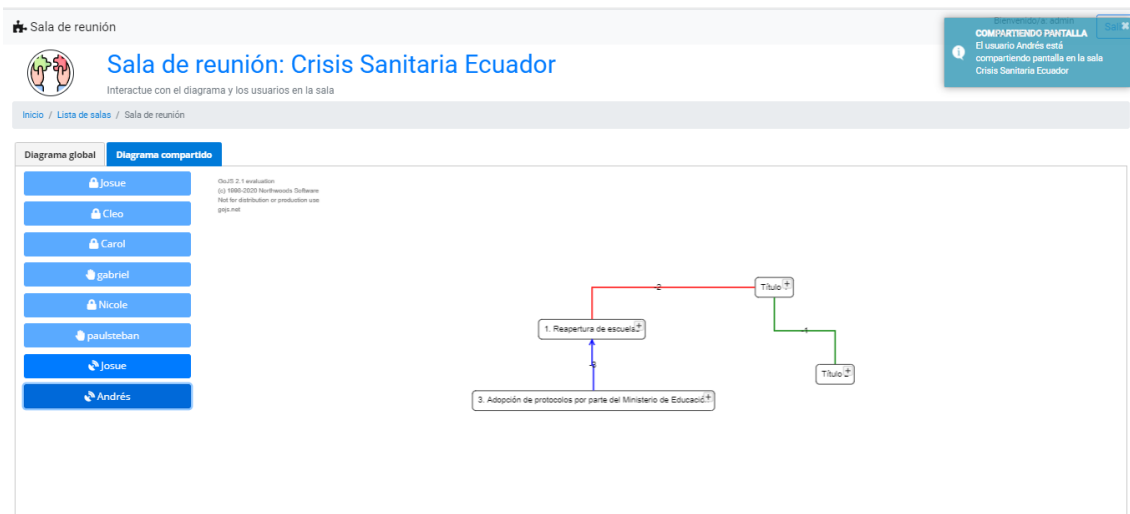 Sala de reunión
Bienvenido/a: admin
COMPARTIENDO PANTALLA
El usuario Andrés está
compartiendo pantalla en la sala
Crisis Sanitaria Ecuador
Sala de reunión: Crisis Sanitaria Ecuador
Interactue con el diagrama y los usuarios en la sala
Inicio / Lista de salas / Sala de reunión
Diagrama global
Diagrama compartido
Josue
Cleo
Carol
gabriel
Nicole
paulsteban
Josue
Andrés
GoJS 2.1 evaluation
(c) 1998-2020 Northwoods Software
Not for distribution or production use
gojs.net
-2
Título
1. Reapertura de escuela
-1
Título
3. Adopción de protocolos por parte del Ministerio de Educació